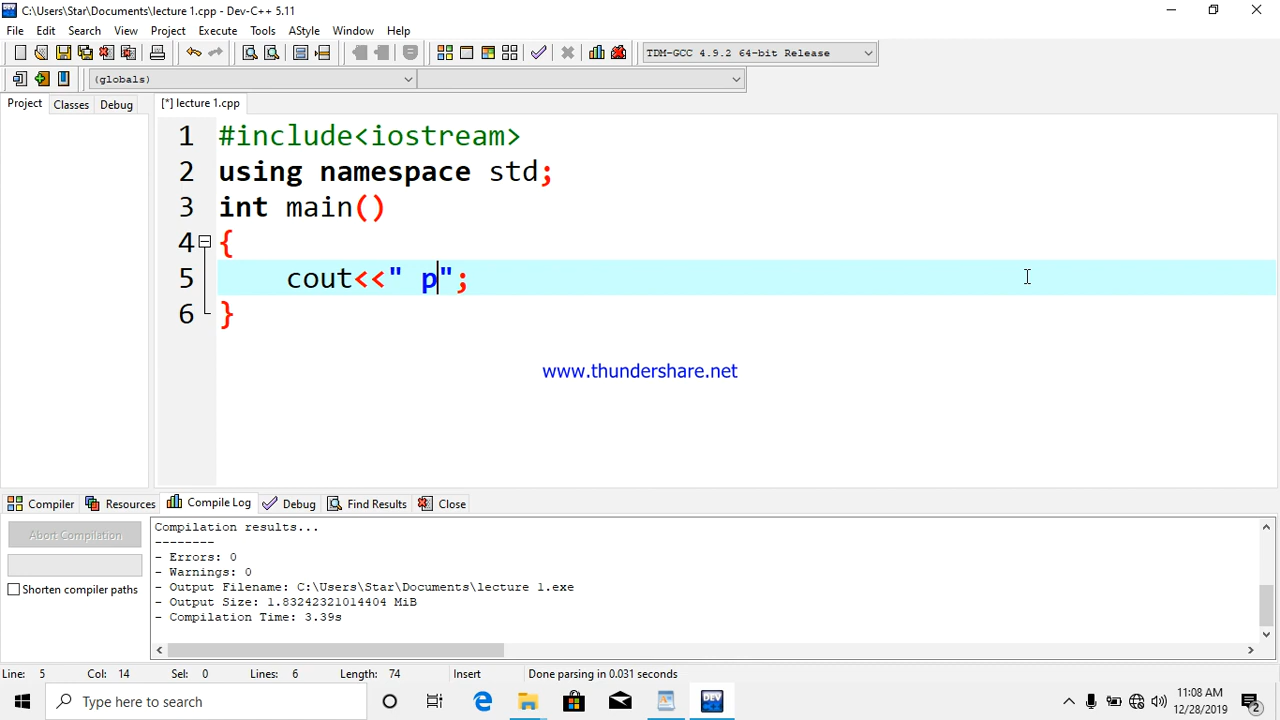 C:\Users\Star\Documents\lecture 1.cpp - Dev-C++ 5.11
File Edit Search View Project Execute Tools AStyle Window Help
TDM-GCC 4.9.2 64-bit Release
(globals)
Project Classes Debug [*] lecture 1.cpp
1 #include<iostream>
2 using namespace std;
3 int main()
4 {
5 cout<<" p";
6 }
www.thundershare.net
Compiler Resources Compile Log Debug Find Results Close
Abort Compilation
Shorten compiler paths
Compilation results...
--------
- Errors: 0
- Warnings: 0
- Output Filename: C:\Users\Star\Documents\lecture 1.exe
- Output Size: 1.83242321014404 MiB
- Compilation Time: 3.39s
Line: 5 Col: 14 Sel: 0 Lines: 6 Length: 74 Insert Done parsing in 0.031 seconds
Type here to search
DEV
11:08 AM
12/28/2019
2